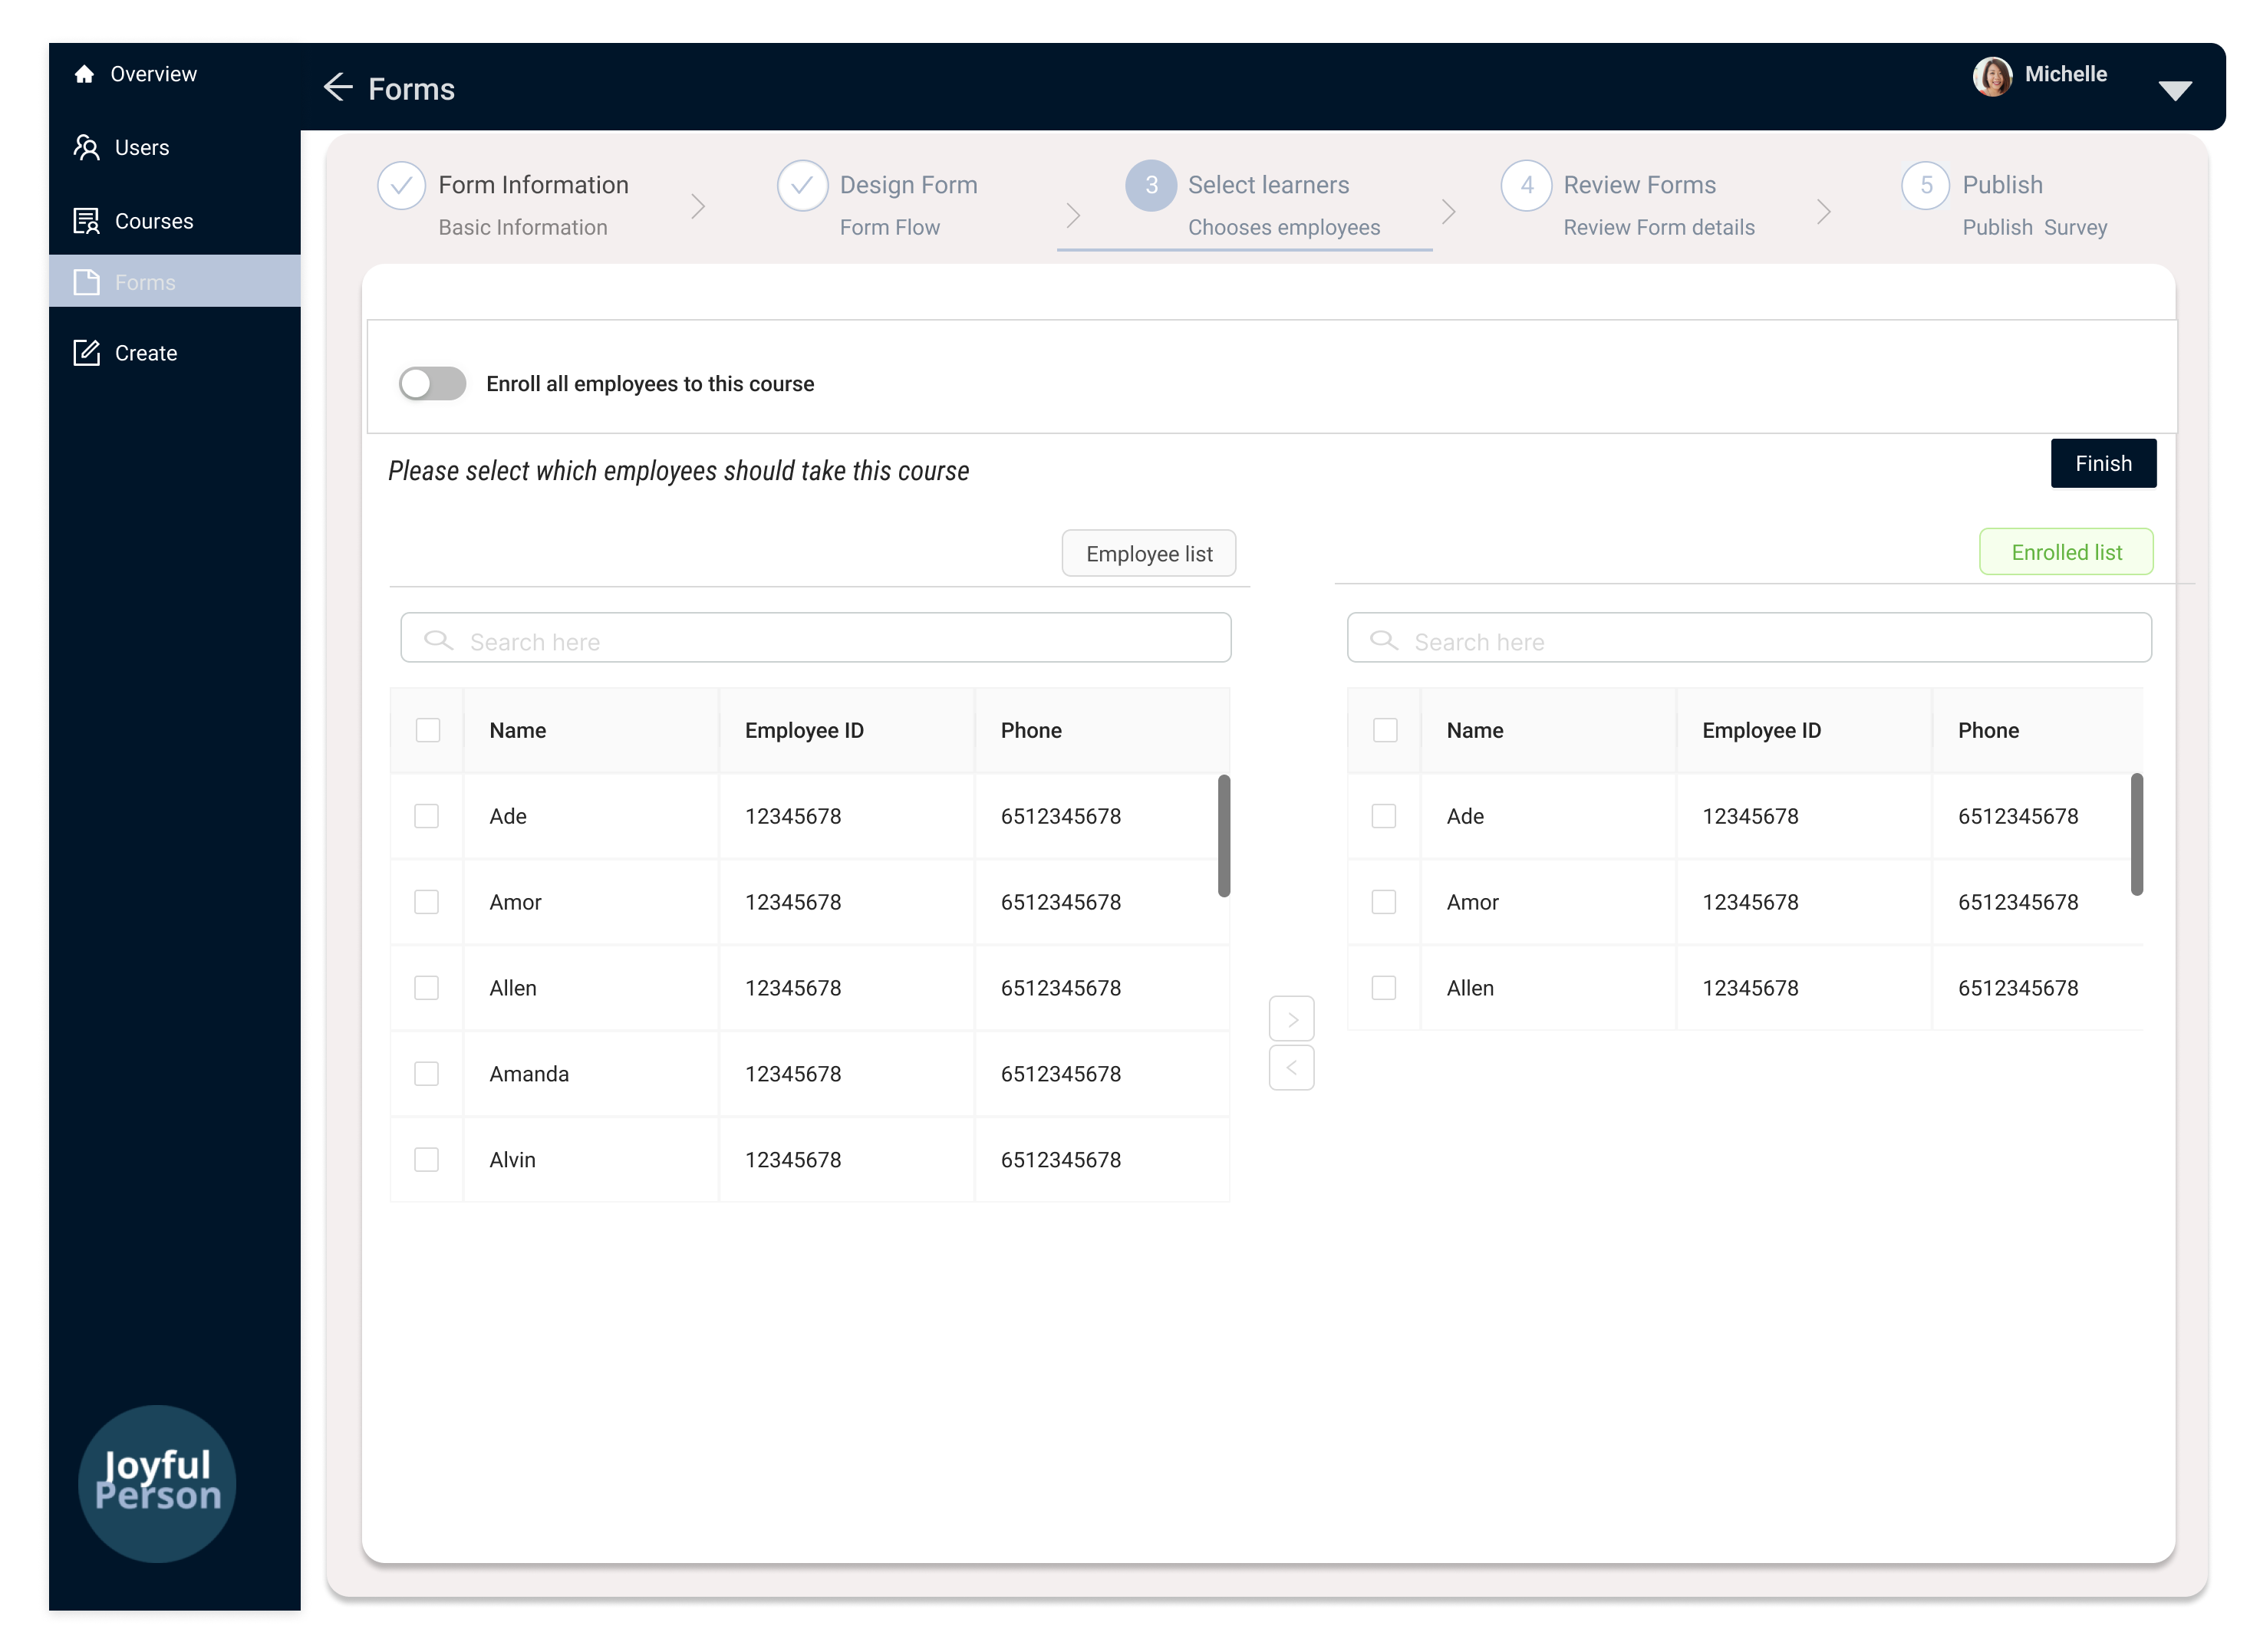 Overview
Users
Courses
Forms
Create
Joyful
Person
Forms
Michelle
Form Information
Basic Information
Design Form
Form Flow
3
Select learners
Chooses employees
4
Review Forms
Review Form details
5
Publish
Publish Survey
Enroll all employees to this course
Please select which employees should take this course
Finish
Employee list
Search here
Name Employee ID Phone
Ade 12345678 6512345678
Amor 12345678 6512345678
Allen 12345678 6512345678
Amanda 12345678 6512345678
Alvin 12345678 6512345678
Enrolled list
Search here
Name Employee ID Phone
Ade 12345678 6512345678
Amor 12345678 6512345678
Allen 12345678 6512345678